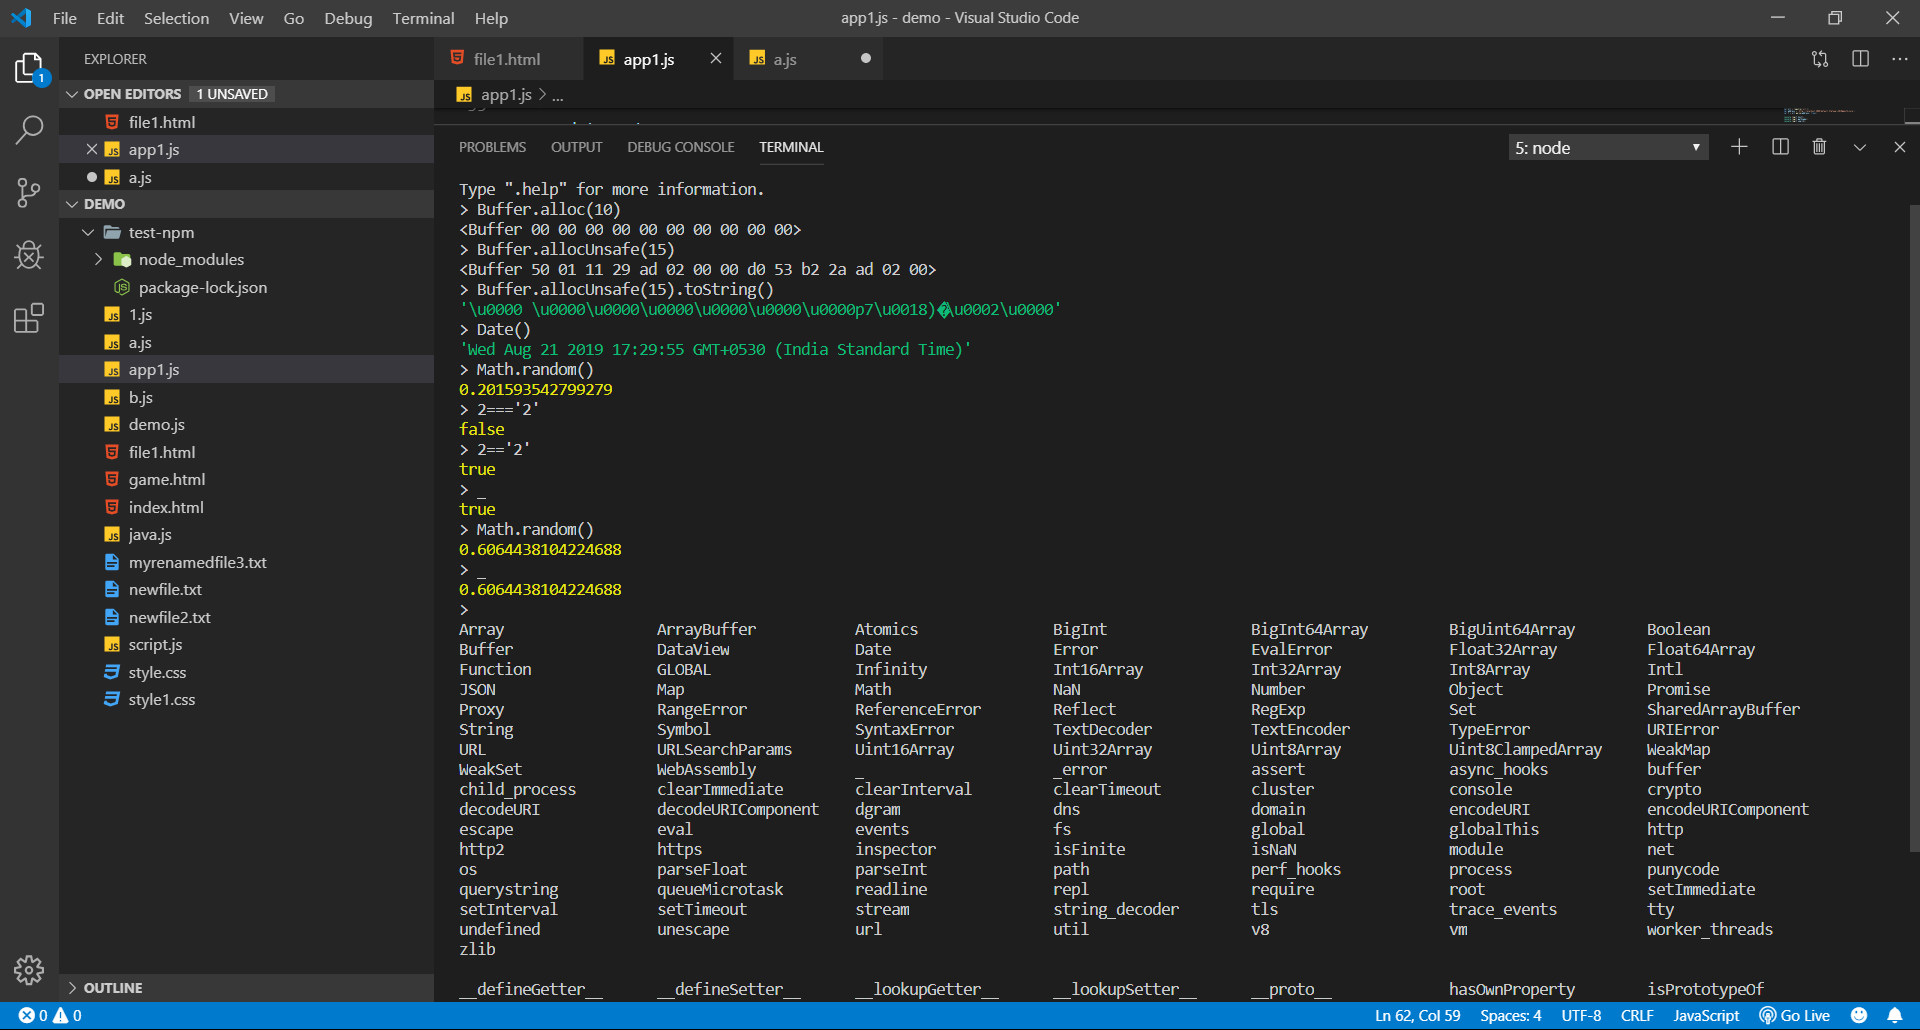 File Edit Selection View Go Debug Terminal Help
app1.js - demo - Visual Studio Code
1
EXPLORER
OPEN EDITORS 1 UNSAVED
file1.html
app1.js
a.js
DEMO
test-npm
node_modules
package-lock.json
1.js
a.js
app1.js
b.js
demo.js
file1.html
game.html
index.html
java.js
myrenamedfile3.txt
newfile.txt
newfile2.txt
script.js
style.css
style1.css
OUTLINE
file1.html app1.js a.js
app1.js > ...
PROBLEMS OUTPUT DEBUG CONSOLE TERMINAL
5: node
Type ".help" for more information.
> Buffer.alloc(10)
<Buffer 00 00 00 00 00 00 00 00 00 00>
> Buffer.allocUnsafe(15)
<Buffer 50 01 11 29 ad 02 00 00 d0 53 b2 2a ad 02 00>
> Buffer.allocUnsafe(15).toString()
'\u0000 \u0000\u0000\u0000\u0000\u0000\u0000p7\u0018)�\u0002\u0000'
> Date()
'Wed Aug 21 2019 17:29:55 GMT+0530 (India Standard Time)'
> Math.random()
0.201593542799279
> 2==='2'
false
> 2=='2'
true
> _
true
> Math.random()
0.6064438104224688
> _
0.6064438104224688
>
Array ArrayBuffer Atomics BigInt BigInt64Array BigUint64Array Boolean
Buffer DataView Date Error EvalError Float32Array Float64Array
Function GLOBAL Infinity Int16Array Int32Array Int8Array Intl
JSON Map Math NaN Number Object Promise
Proxy RangeError ReferenceError Reflect RegExp Set SharedArrayBuffer
String Symbol SyntaxError TextDecoder TextEncoder TypeError URIError
URL URLSearchParams Uint16Array Uint32Array Uint8Array Uint8ClampedArray WeakMap
WeakSet WebAssembly _ _error assert async_hooks buffer
child_process clearImmediate clearInterval clearTimeout cluster console crypto
decodeURI decodeURIComponent dgram dns domain encodeURI encodeURIComponent
escape eval events fs global globalThis http
http2 https inspector isFinite isNaN module net
os parseFloat parseInt path perf_hooks process punycode
querystring queueMicrotask readline repl require root setImmediate
setInterval setTimeout stream string_decoder tls trace_events tty
undefined unescape url util v8 vm worker_threads
zlib
__defineGetter__ __defineSetter__ __lookupGetter__ __lookupSetter__ __proto__ hasOwnProperty isPrototypeOf
0 0
Ln 62, Col 59 Spaces: 4 UTF-8 CRLF JavaScript Go Live